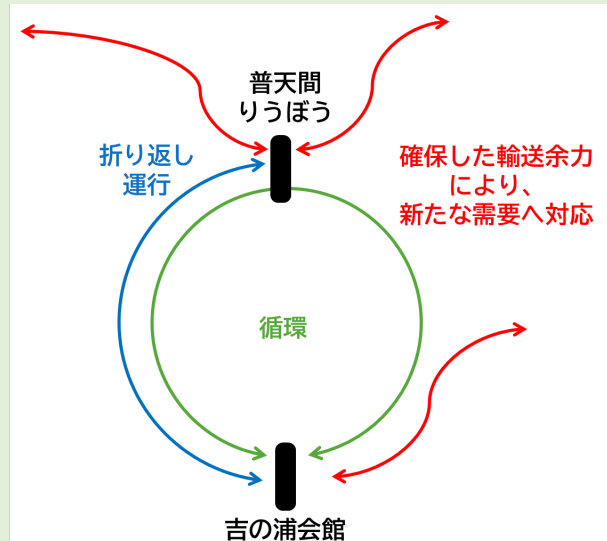 普天間
りうぼう
折り返し
運行
確保した輸送余力
により、
新たな需要へ対応
循環
吉の浦会館